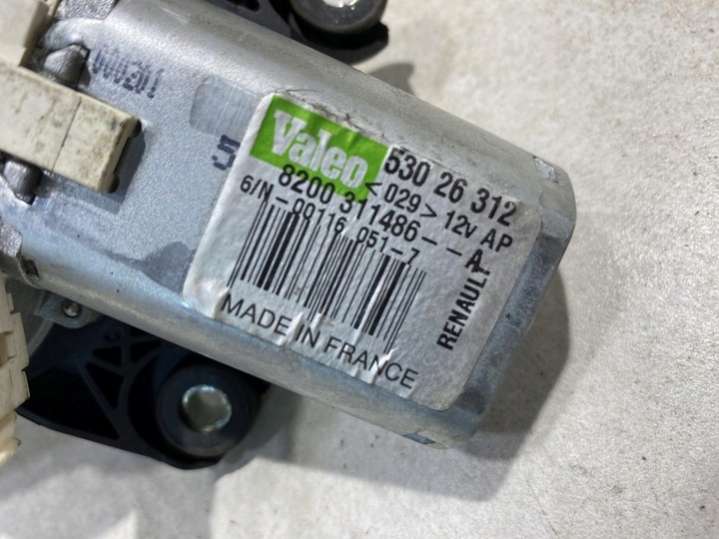 Valeo
530 26 312
<029> 12V AP
8200 311486--A
6/N-00116 051-7
RENAULT
MADE IN FRANCE